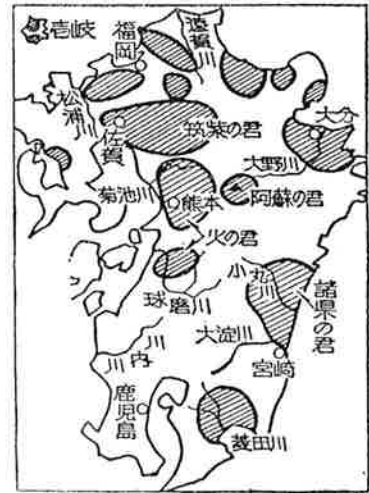 壱岐
福岡
遠賀川
松浦川
佐賀
筑紫の君
大分
大野川
菊池川
熊本
阿蘇の君
火の君
球磨川
小丸川
諸県の君
大淀川
宮崎
川内川
鹿児島
菱田川